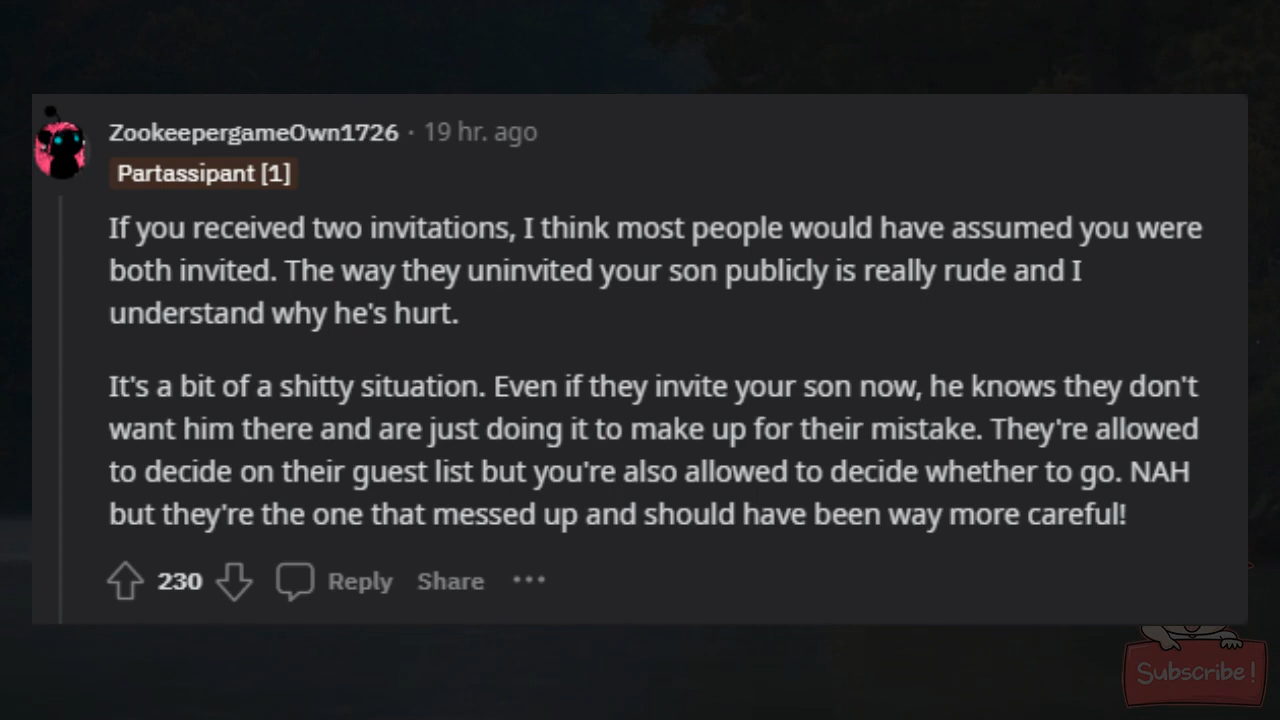 ZookeepergameOwn1726 · 19 hr. ago
Partassipant [1]
If you received two invitations, I think most people would have assumed you were
both invited. The way they uninvited your son publicly is really rude and I
understand why he's hurt.
It's a bit of a shitty situation. Even if they invite your son now, he knows they don't
want him there and are just doing it to make up for their mistake. They're allowed
to decide on their guest list but you're also allowed to decide whether to go. NAH
but they're the one that messed up and should have been way more careful!
230 Reply Share ···
Subscribe!